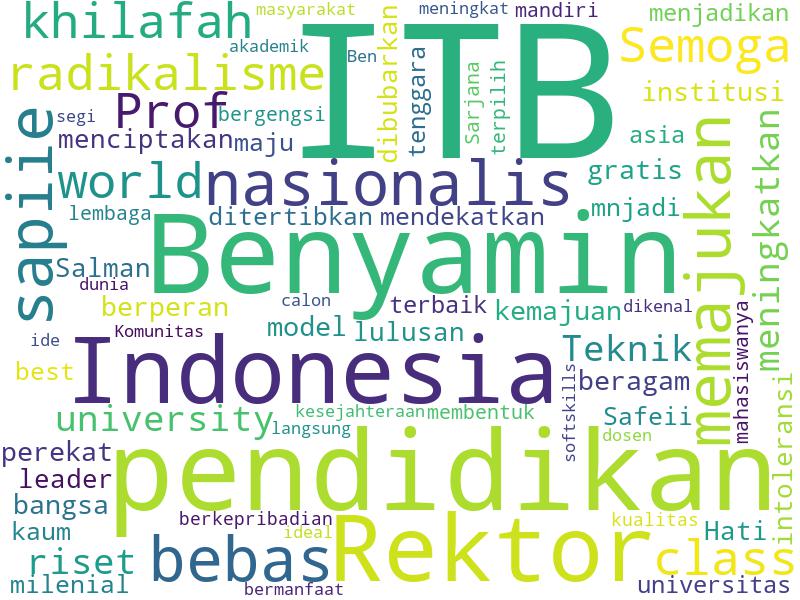 khilafah
masyarakat
meningkat
mandiri
menjadikan
akademik
ITB
Ben
dibubarkan
tenggara
Sarjana
terpilih
Semoga
radikalisme
institusi
Prof
bergengsi
segi
menciptakan
maju
asia
saplie
world
nasionalis
gratis
memajukan
meningkatkan
lembaga
ditertibkan
mendekatkan
mnjadi
Benyamin
Salman
dunia
berperan
calon
terbaik
kemajuan
dikenal
Komunitas
model
lulusan
ide
Indonesia
Teknik
best
beragam
softskills
mahasiswanya
intoleransi
university
kesejahteraan
membentuk
Safeii
langsung
dosen
perekat
pendidikan
leader
bangsa
berkepribadian
Rektor
kualitas
kaum
ideal
Hati
riset
bebas
class
milenial
bermanfaat
universitas